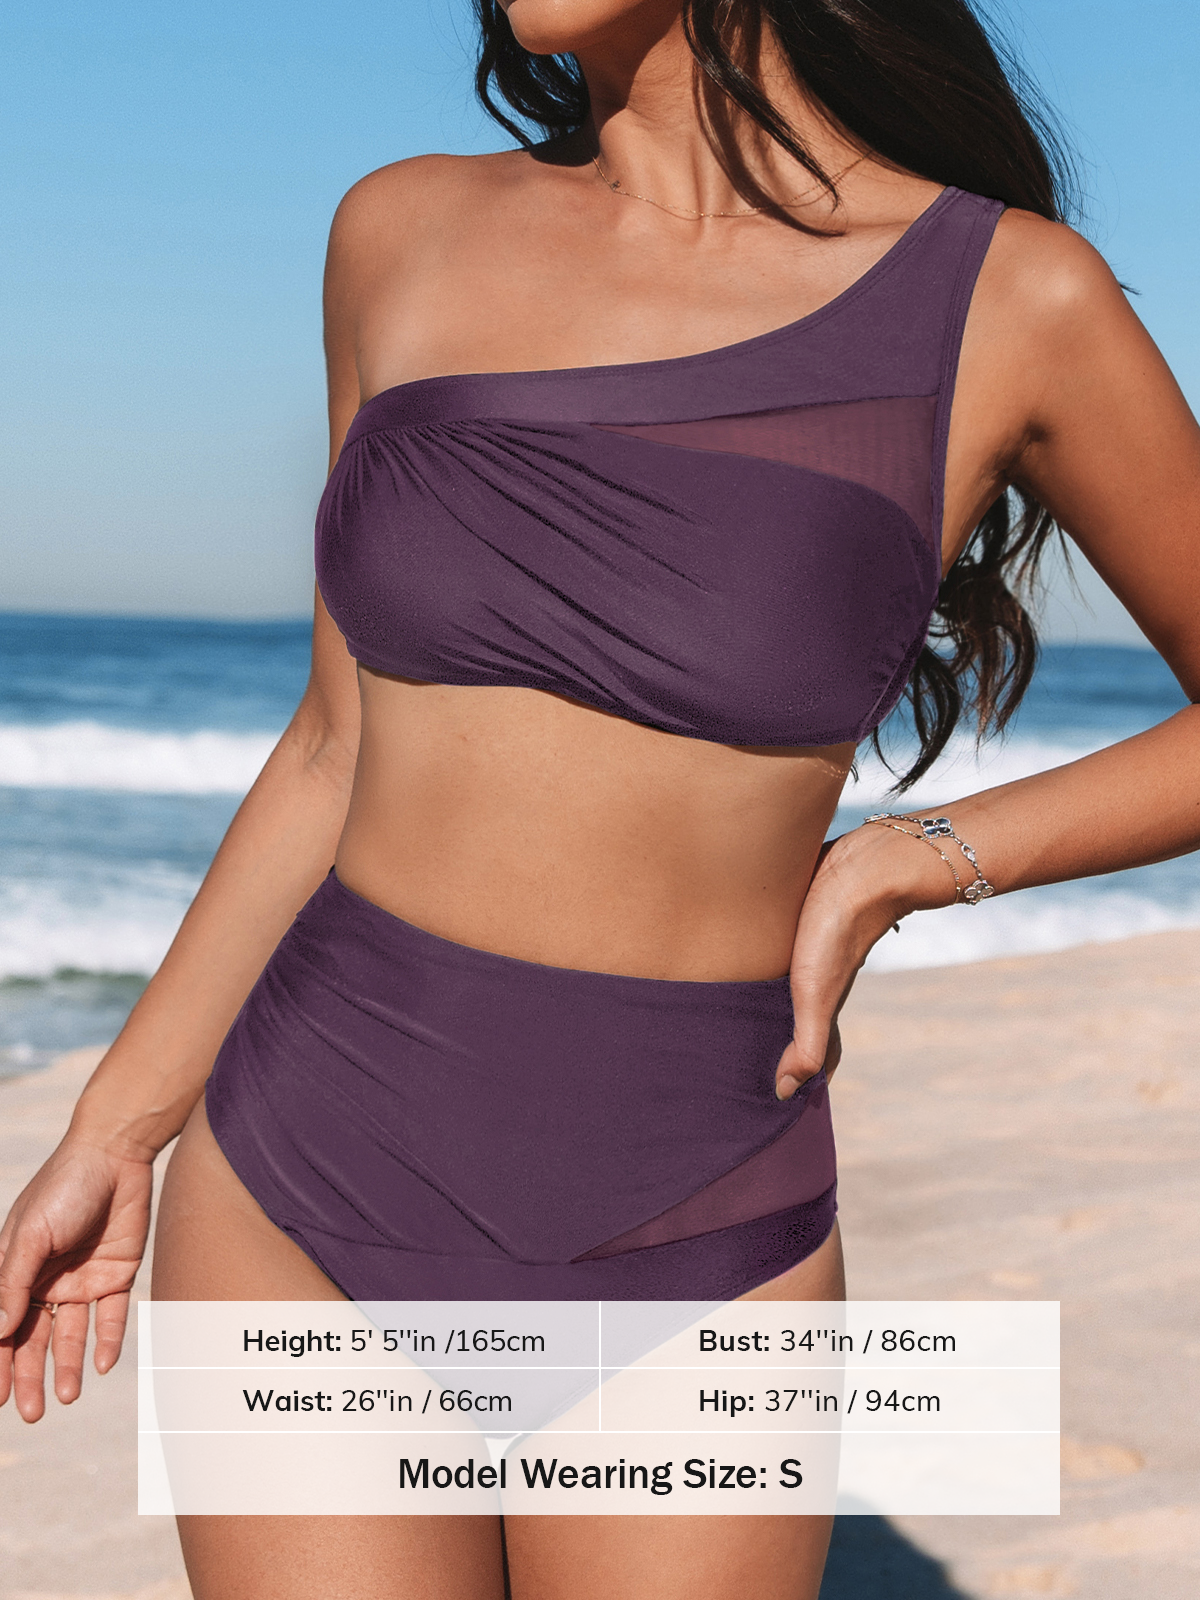 Height: 5' 5''in /165cm
Bust: 34''in / 86cm
Waist: 26''in / 66cm
Hip: 37''in / 94cm
Model Wearing Size: S